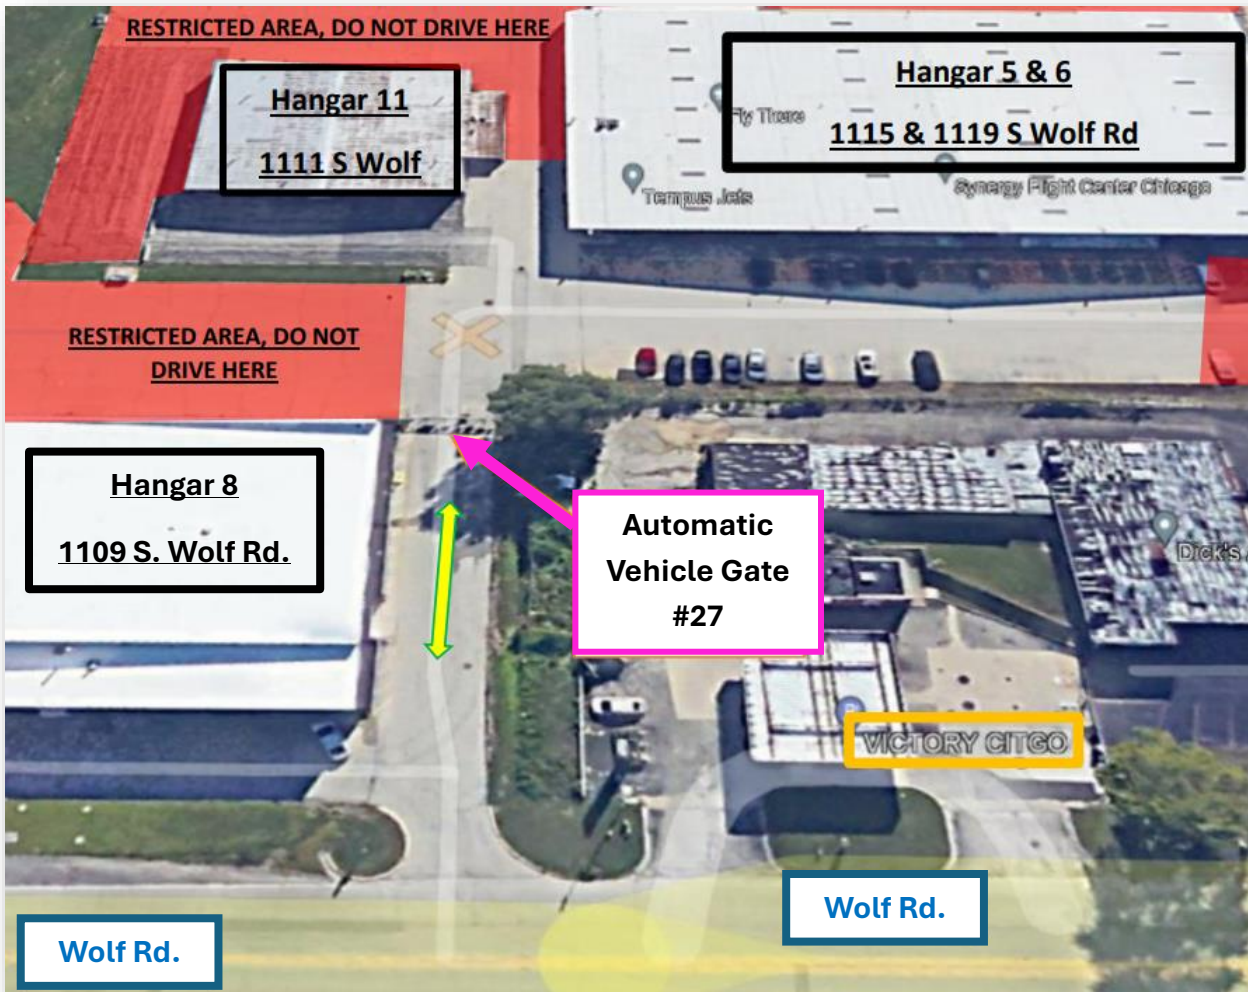 RESTRICTED AREA, DO NOT DRIVE HERE
Hangar 11
1111 S Wolf
Hangar 5 & 6
1115 & 1119 S Wolf Rd
Fly There
Tempus Jets
Synergy Flight Center Chicago
RESTRICTED AREA, DO NOT
DRIVE HERE
Hangar 8
1109 S. Wolf Rd.
Automatic
Vehicle Gate
#27
Dick's
VICTORY CITGO
Wolf Rd.
Wolf Rd.